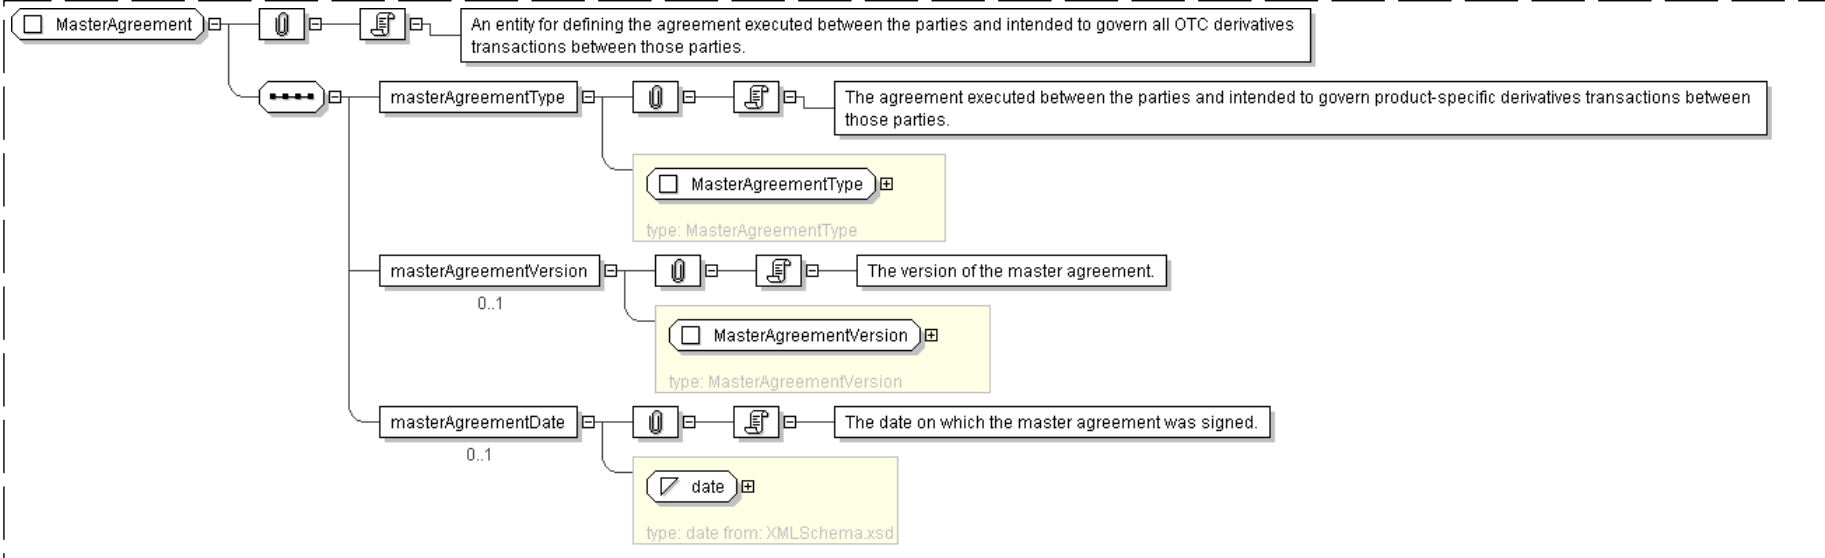 MasterAgreement
An entity for defining the agreement executed between the parties and intended to govern all OTC derivatives
transactions between those parties.
masterAgreementType
The agreement executed between the parties and intended to govern product-specific derivatives transactions between
those parties.
MasterAgreementType
type: MasterAgreementType
masterAgreementVersion
0..1
The version of the master agreement.
MasterAgreementVersion
type: MasterAgreementVersion
masterAgreementDate
0..1
The date on which the master agreement was signed.
date
type: date from: XMLSchema.xsd